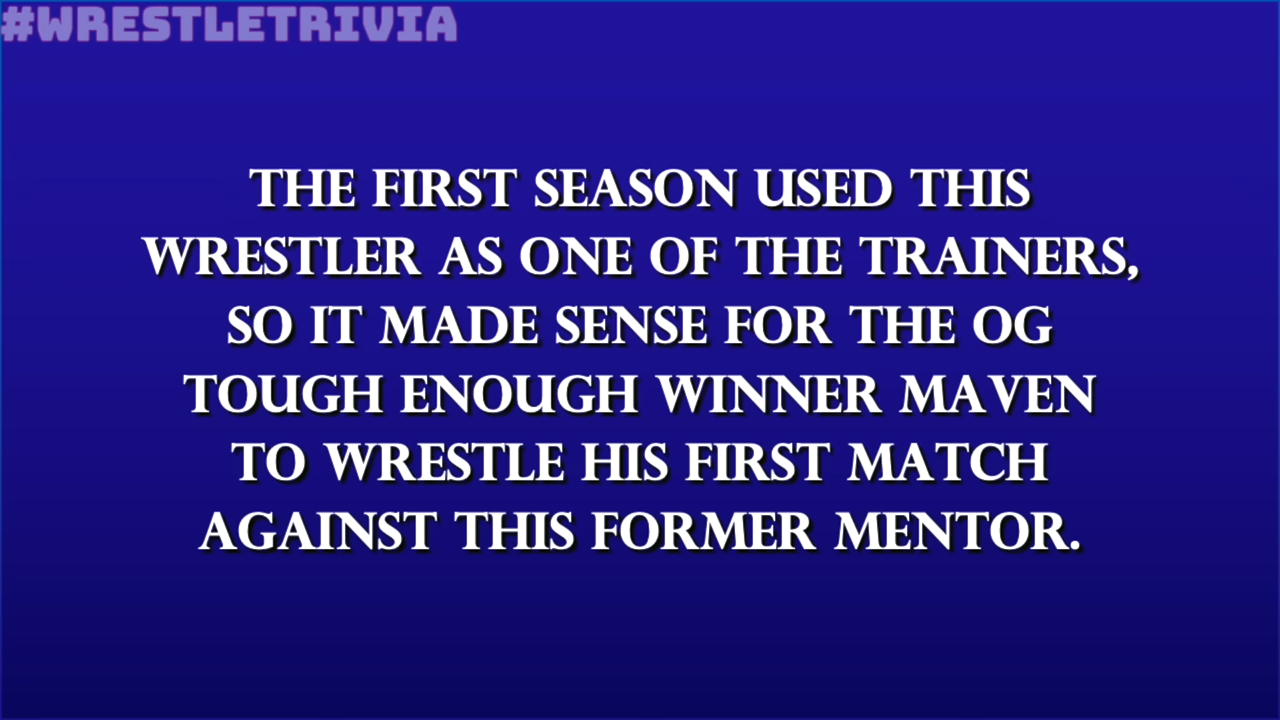 #WRESTLETRIVIA
THE FIRST SEASON USED THIS
WRESTLER AS ONE OF THE TRAINERS,
SO IT MADE SENSE FOR THE OG
TOUGH ENOUGH WINNER MAVEN
TO WRESTLE HIS FIRST MATCH
AGAINST THIS FORMER MENTOR.